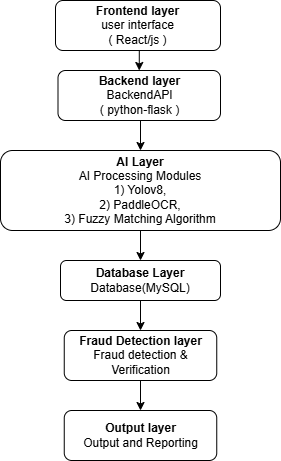 Frontend layer
user interface
( React/js )
Backend layer
BackendAPI
( python-flask )
AI Layer
AI Processing Modules
1) Yolov8,
2) PaddleOCR,
3) Fuzzy Matching Algorithm
Database Layer
Database(MySQL)
Fraud Detection layer
Fraud detection &
Verification
Output layer
Output and Reporting